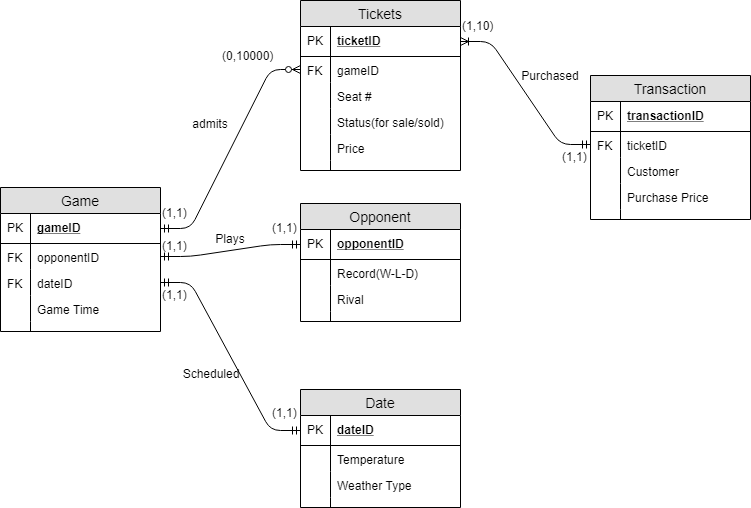 Tickets
PK ticketID
FK gameID
Seat #
Status(for sale/sold)
Price
(1,10)
(0,10000)
Purchased
admits
(1,1)
Transaction
PK transactionID
FK ticketID
Customer
Purchase Price
Game
PK gameID
FK opponentID
FK dateID
Game Time
(1,1)
(1,1)
Plays
(1,1)
(1,1)
Opponent
PK opponentID
Record(W-L-D)
Rival
Scheduled
(1,1)
Date
PK dateID
Temperature
Weather Type